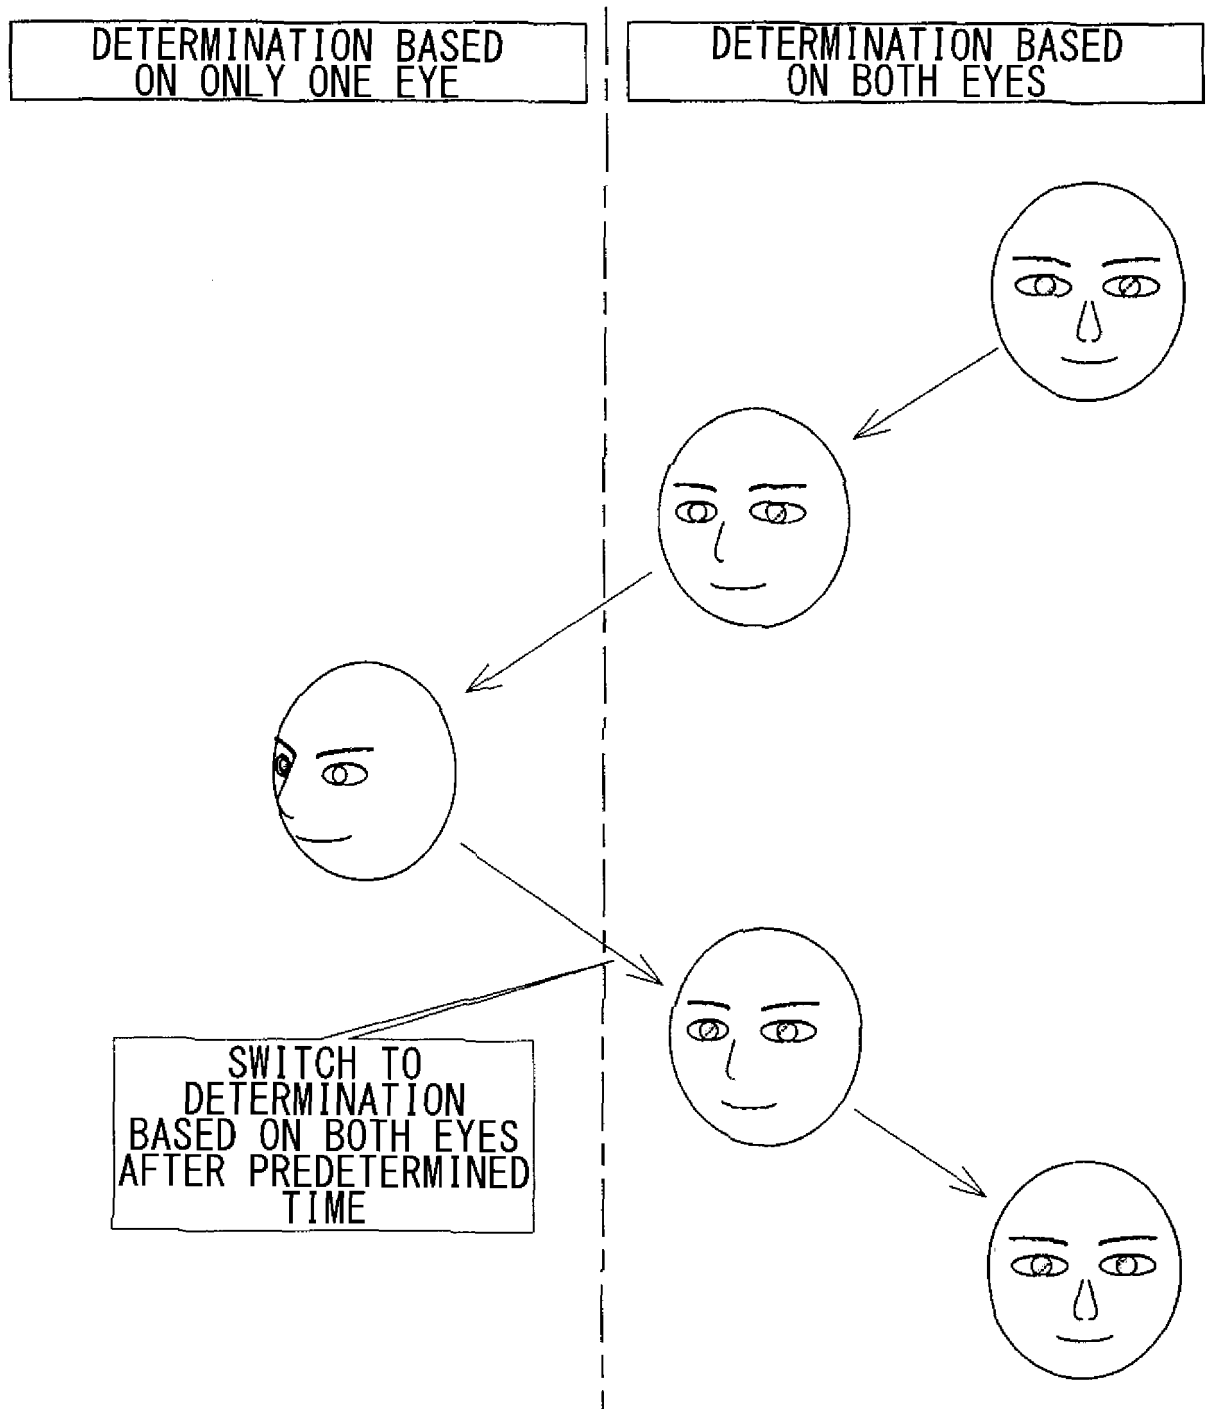 DETERMINATION BASED
ON ONLY ONE EYE
DETERMINATION BASED
ON BOTH EYES
SWITCH TO
DETERMINATION
BASED ON BOTH EYES
AFTER PREDETERMINED
TIME